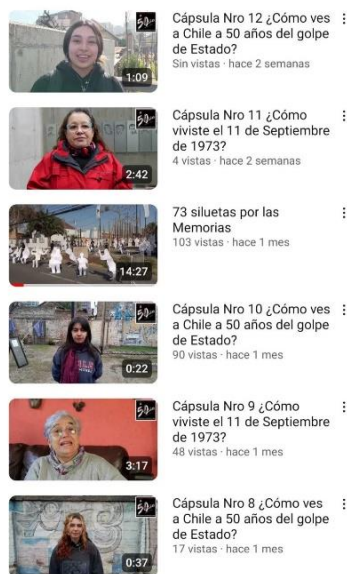 50
1:09
Cápsula Nro 12 ¿Cómo ves
a Chile a 50 años del golpe
de Estado?
Sin vistas · hace 2 semanas
50
2:42
Cápsula Nro 11 ¿Cómo
viviste el 11 de Septiembre
de 1973?
4 vistas · hace 2 semanas
14:27
73 siluetas por las
Memorias
103 vistas · hace 1 mes
50
0:22
Cápsula Nro 10 ¿Cómo ves
a Chile a 50 años del golpe
de Estado?
90 vistas · hace 1 mes
50
3:17
Cápsula Nro 9 ¿Cómo
viviste el 11 de Septiembre
de 1973?
48 vistas · hace 1 mes
50
0:37
Cápsula Nro 8 ¿Cómo ves
a Chile a 50 años del golpe
de Estado?
17 vistas · hace 1 mes